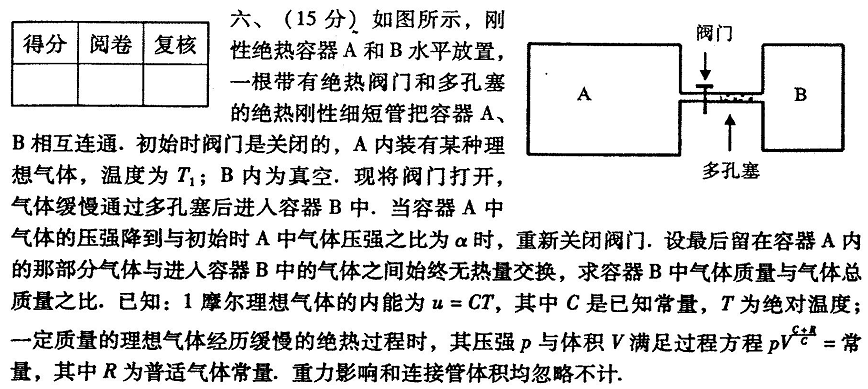 得分 阅卷 复核
六、（15 分）如图所示，刚
性绝热容器 A 和 B 水平放置，
一根带有绝热阀门和多孔塞
的绝热刚性细短管把容器 A、
B 相互连通．初始时阀门是关闭的，A 内装有某种理
想气体，温度为 T₁；B 内为真空．现将阀门打开，
气体缓慢通过多孔塞后进入容器 B 中．当容器 A 中
气体的压强降到与初始时 A 中气体压强之比为 α 时，重新关闭阀门．设最后留在容器 A 内
的那部分气体与进入容器 B 中的气体之间始终无热量交换，求容器 B 中气体质量与气体总
质量之比．已知：1 摩尔理想气体的内能为 u = CT，其中 C 是已知常量，T 为绝对温度；
一定质量的理想气体经历缓慢的绝热过程时，其压强 p 与体积 V 满足过程方程 pV^{\frac{C+R}{C}} = 常
量，其中 R 为普适气体常量．重力影响和连接管体积均忽略不计．
阀门
A
B
多孔塞